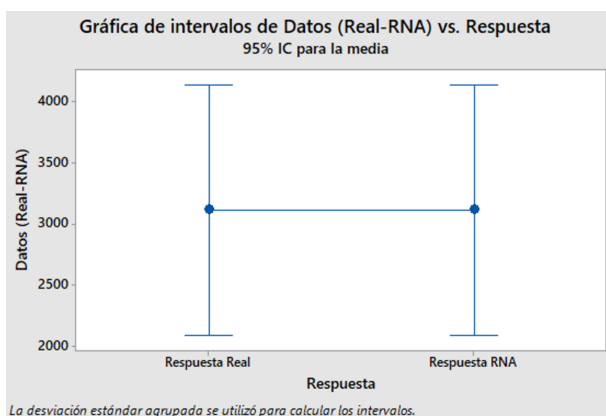 Gráfica de intervalos de Datos (Real-RNA) vs. Respuesta
95% IC para la media
Datos (Real-RNA)
4000
3500
3000
2500
2000
Respuesta Real
Respuesta RNA
Respuesta
La desviación estándar agrupada se utilizó para calcular los intervalos.